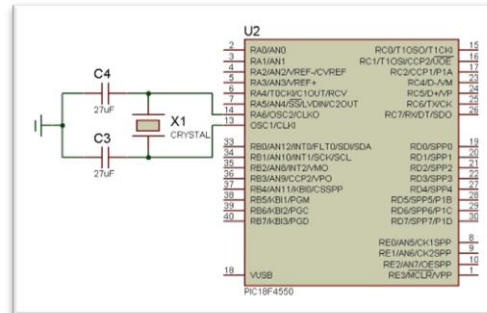 U2
2 RA0/AN0 RC0/T1OSO/T1CKI 15
3 RA1/AN1 RC1/T1OSI/CCP2/UOE 16
4 RA2/AN2/VREF-/CVREF RC2/CCP1/P1A 17
5 RA3/AN3/VREF+ RC4/D-/VM 23
6 RA4/T0CKI/C1OUT/RCV RC5/D+/VP 24
7 RA5/AN4/SS/LVDIN/C2OUT RC6/TX/CK 25
14 RA6/OSC2/CLKO RC7/RX/DT/SDO 26
13 OSC1/CLKI
C4
27uF
X1
CRYSTAL
C3
27uF
33 RB0/AN12/INT0/FLT0/SDI/SDA RD0/SPP0 19
34 RB1/AN10/INT1/SCK/SCL RD1/SPP1 20
35 RB2/AN8/INT2/VMO RD2/SPP2 21
36 RB3/AN9/CCP2/VPO RD3/SPP3 22
37 RB4/AN11/KBI0/CSSPP RD4/SPP4 27
38 RB5/KBI1/PGM RD5/SPP5/P1B 28
39 RB6/KBI2/PGC RD6/SPP6/P1C 29
40 RB7/KBI3/PGD RD7/SPP7/P1D 30
RE0/AN5/CK1SPP 8
RE1/AN6/CK2SPP 9
RE2/AN7/OESPP 10
18 VUSB RE3/MCLR/VPP 1
PIC18F4550